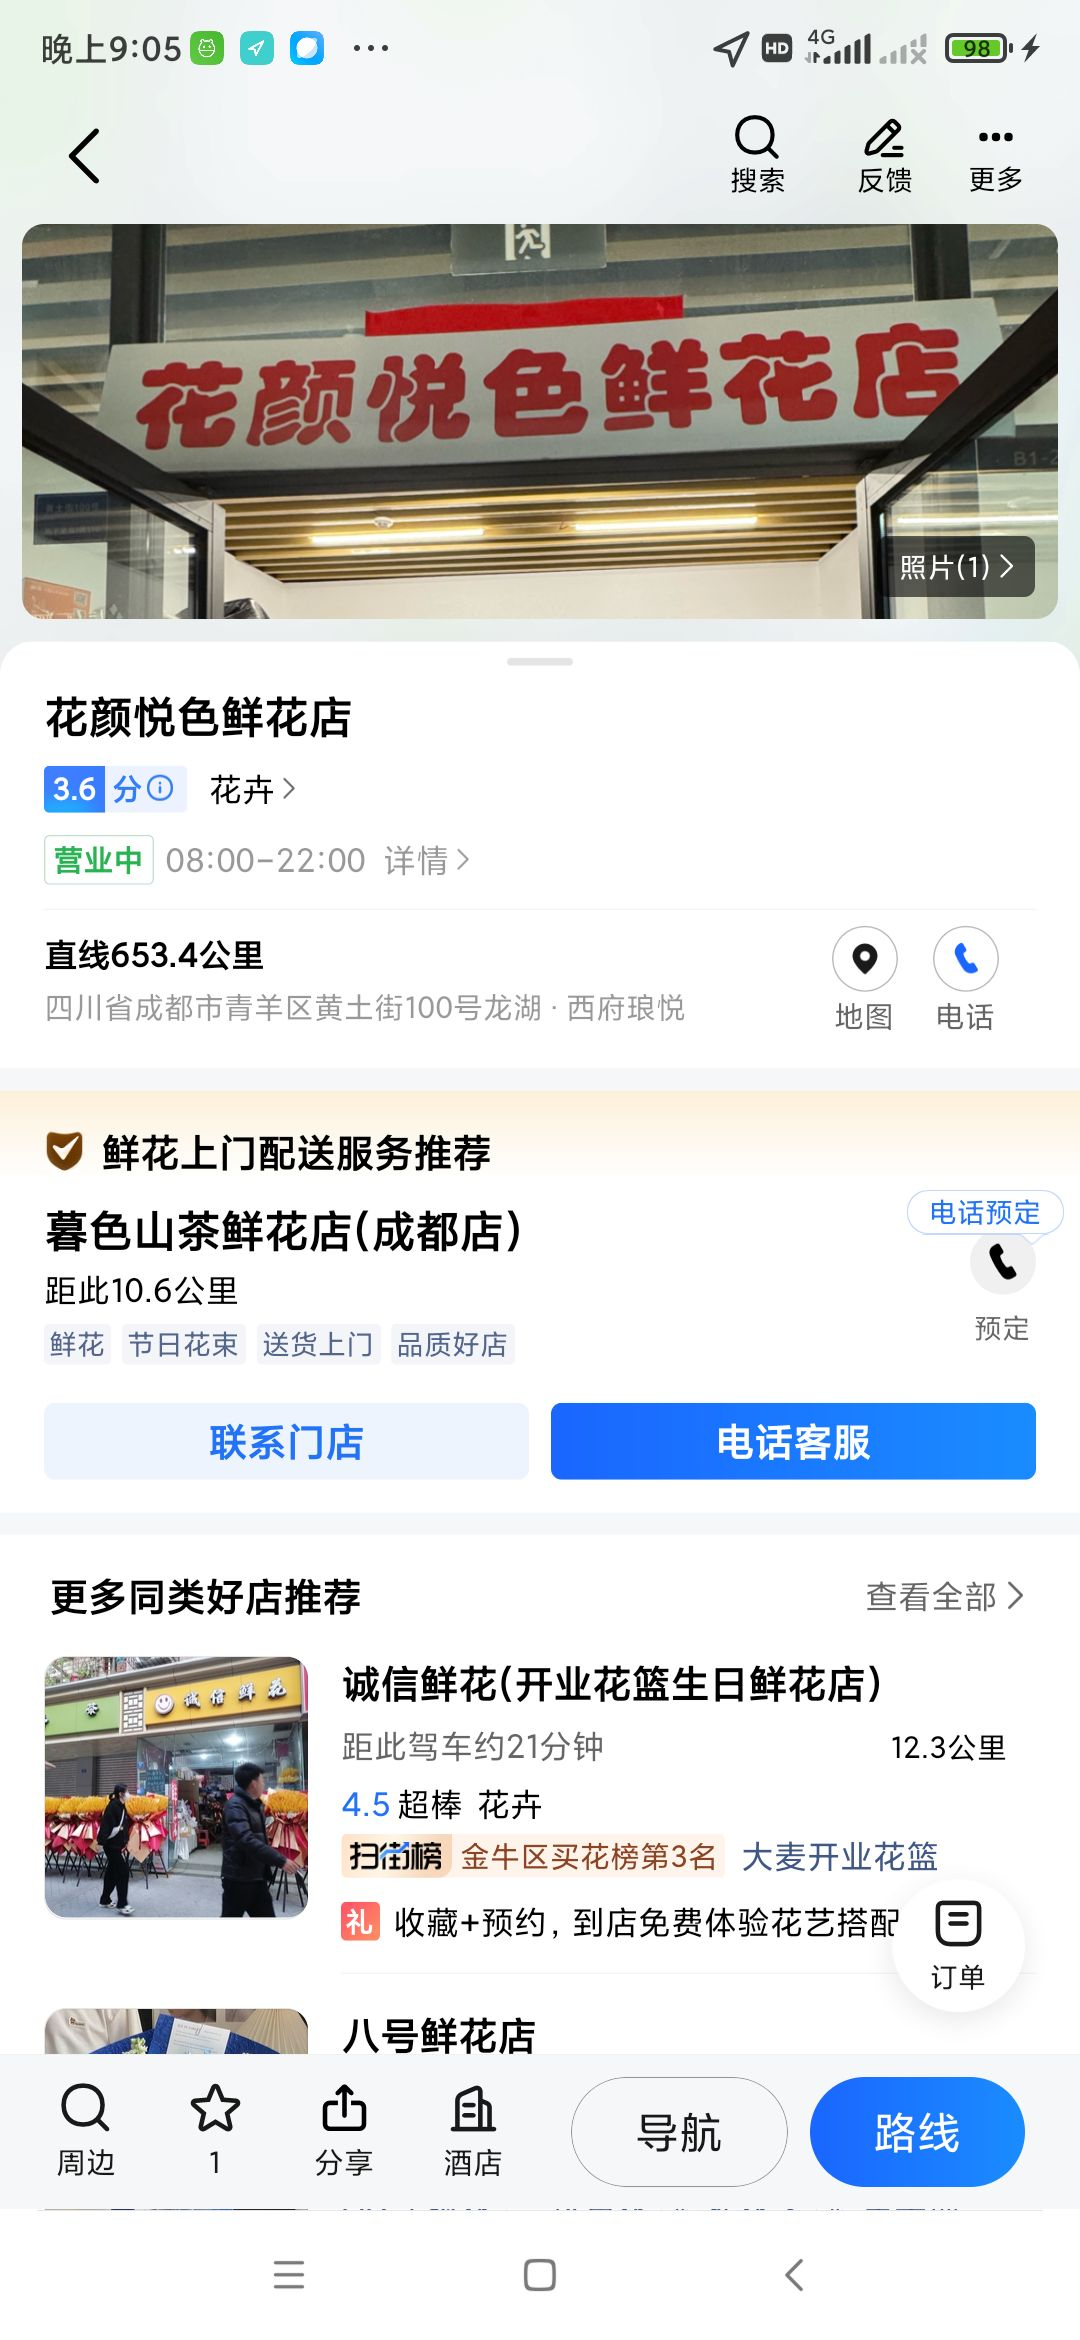 晚上9:05
HD
4G
98
搜索
反馈
更多
花颜悦色鲜花店
B1-2
照片(1)
花颜悦色鲜花店
3.6 分 花卉
营业中 08:00-22:00 详情
直线653.4公里
四川省成都市青羊区黄土街100号龙湖·西府琅悦
地图
电话
鲜花上门配送服务推荐
电话预定
暮色山茶鲜花店(成都店)
距此10.6公里
预定
鲜花 节日花束 送货上门 品质好店
联系门店
电话客服
更多同类好店推荐
查看全部
茶
诚信鲜花
诚信鲜花(开业花篮生日鲜花店)
距此驾车约21分钟
12.3公里
4.5 超棒 花卉
扫街榜 金牛区买花榜第3名 大麦开业花篮
礼 收藏+预约, 到店免费体验花艺搭配
订单
八号鲜花店
周边
1
分享
酒店
导航
路线